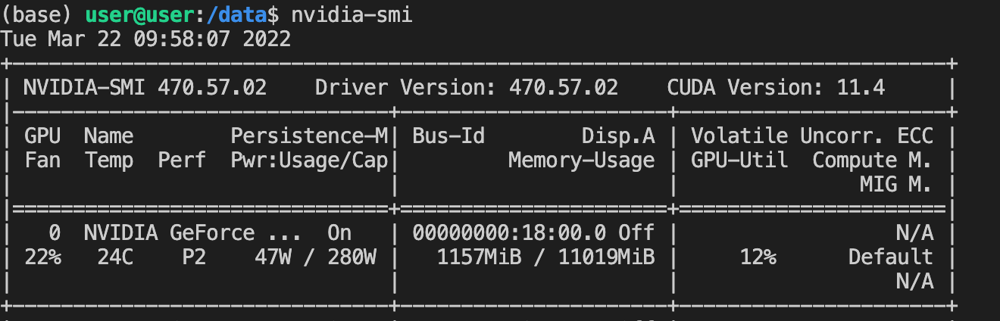 (base) user@user:/data$ nvidia-smi
Tue Mar 22 09:58:07 2022
+-----------------------------------------------------------------------------+
| NVIDIA-SMI 470.57.02    Driver Version: 470.57.02    CUDA Version: 11.4     |
|-------------------------------+----------------------+----------------------+
| GPU  Name        Persistence-M| Bus-Id        Disp.A | Volatile Uncorr. ECC |
| Fan  Temp  Perf  Pwr:Usage/Cap|         Memory-Usage | GPU-Util  Compute M. |
|                               |                      |               MIG M. |
|===============================+======================+======================|
|   0  NVIDIA GeForce ...  On   | 00000000:18:00.0 Off |                  N/A |
| 22%   24C    P2    47W / 280W |   1157MiB / 11019MiB |     12%      Default |
|                               |                      |                  N/A |
+-------------------------------+----------------------+----------------------+